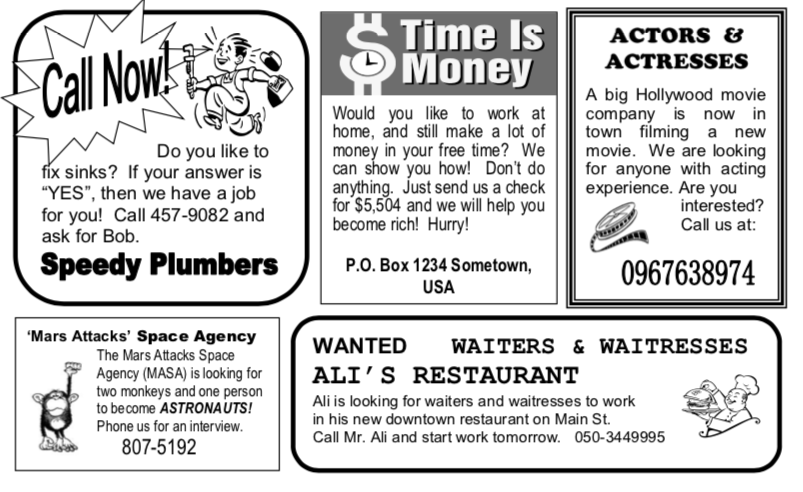 Call Now!
Do you like to
fix sinks? If your answer is
“YES”, then we have a job
for you! Call 457-9082 and
ask for Bob.
Speedy Plumbers
$ Time Is
Money
Would you like to work at
home, and still make a lot of
money in your free time? We
can show you how! Don’t do
anything. Just send us a check
for $5,504 and we will help you
become rich! Hurry!
P.O. Box 1234 Sometown,
USA
ACTORS &
ACTRESSES
A big Hollywood movie
company is now in
town filming a new
movie. We are looking
for anyone with acting
experience. Are you
interested?
Call us at:
0967638974
‘Mars Attacks’ Space Agency
The Mars Attacks Space
Agency (MASA) is looking for
two monkeys and one person
to become ASTRONAUTS!
Phone us for an interview.
807-5192
WANTED WAITERS & WAITRESSES
ALI’S RESTAURANT
Ali is looking for waiters and waitresses to work
in his new downtown restaurant on Main St.
Call Mr. Ali and start work tomorrow. 050-3449995